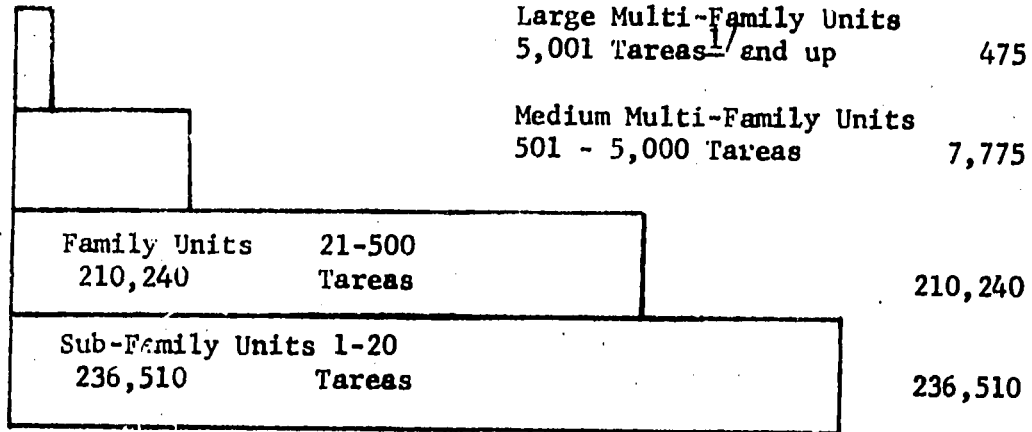 Large Multi-Family Units
5,001 Tareas 1/ and up 475
Medium Multi-Family Units
501 - 5,000 Tareas 7,775
Family Units 21-500
210,240 Tareas 210,240
Sub-Family Units 1-20
236,510 Tareas 236,510